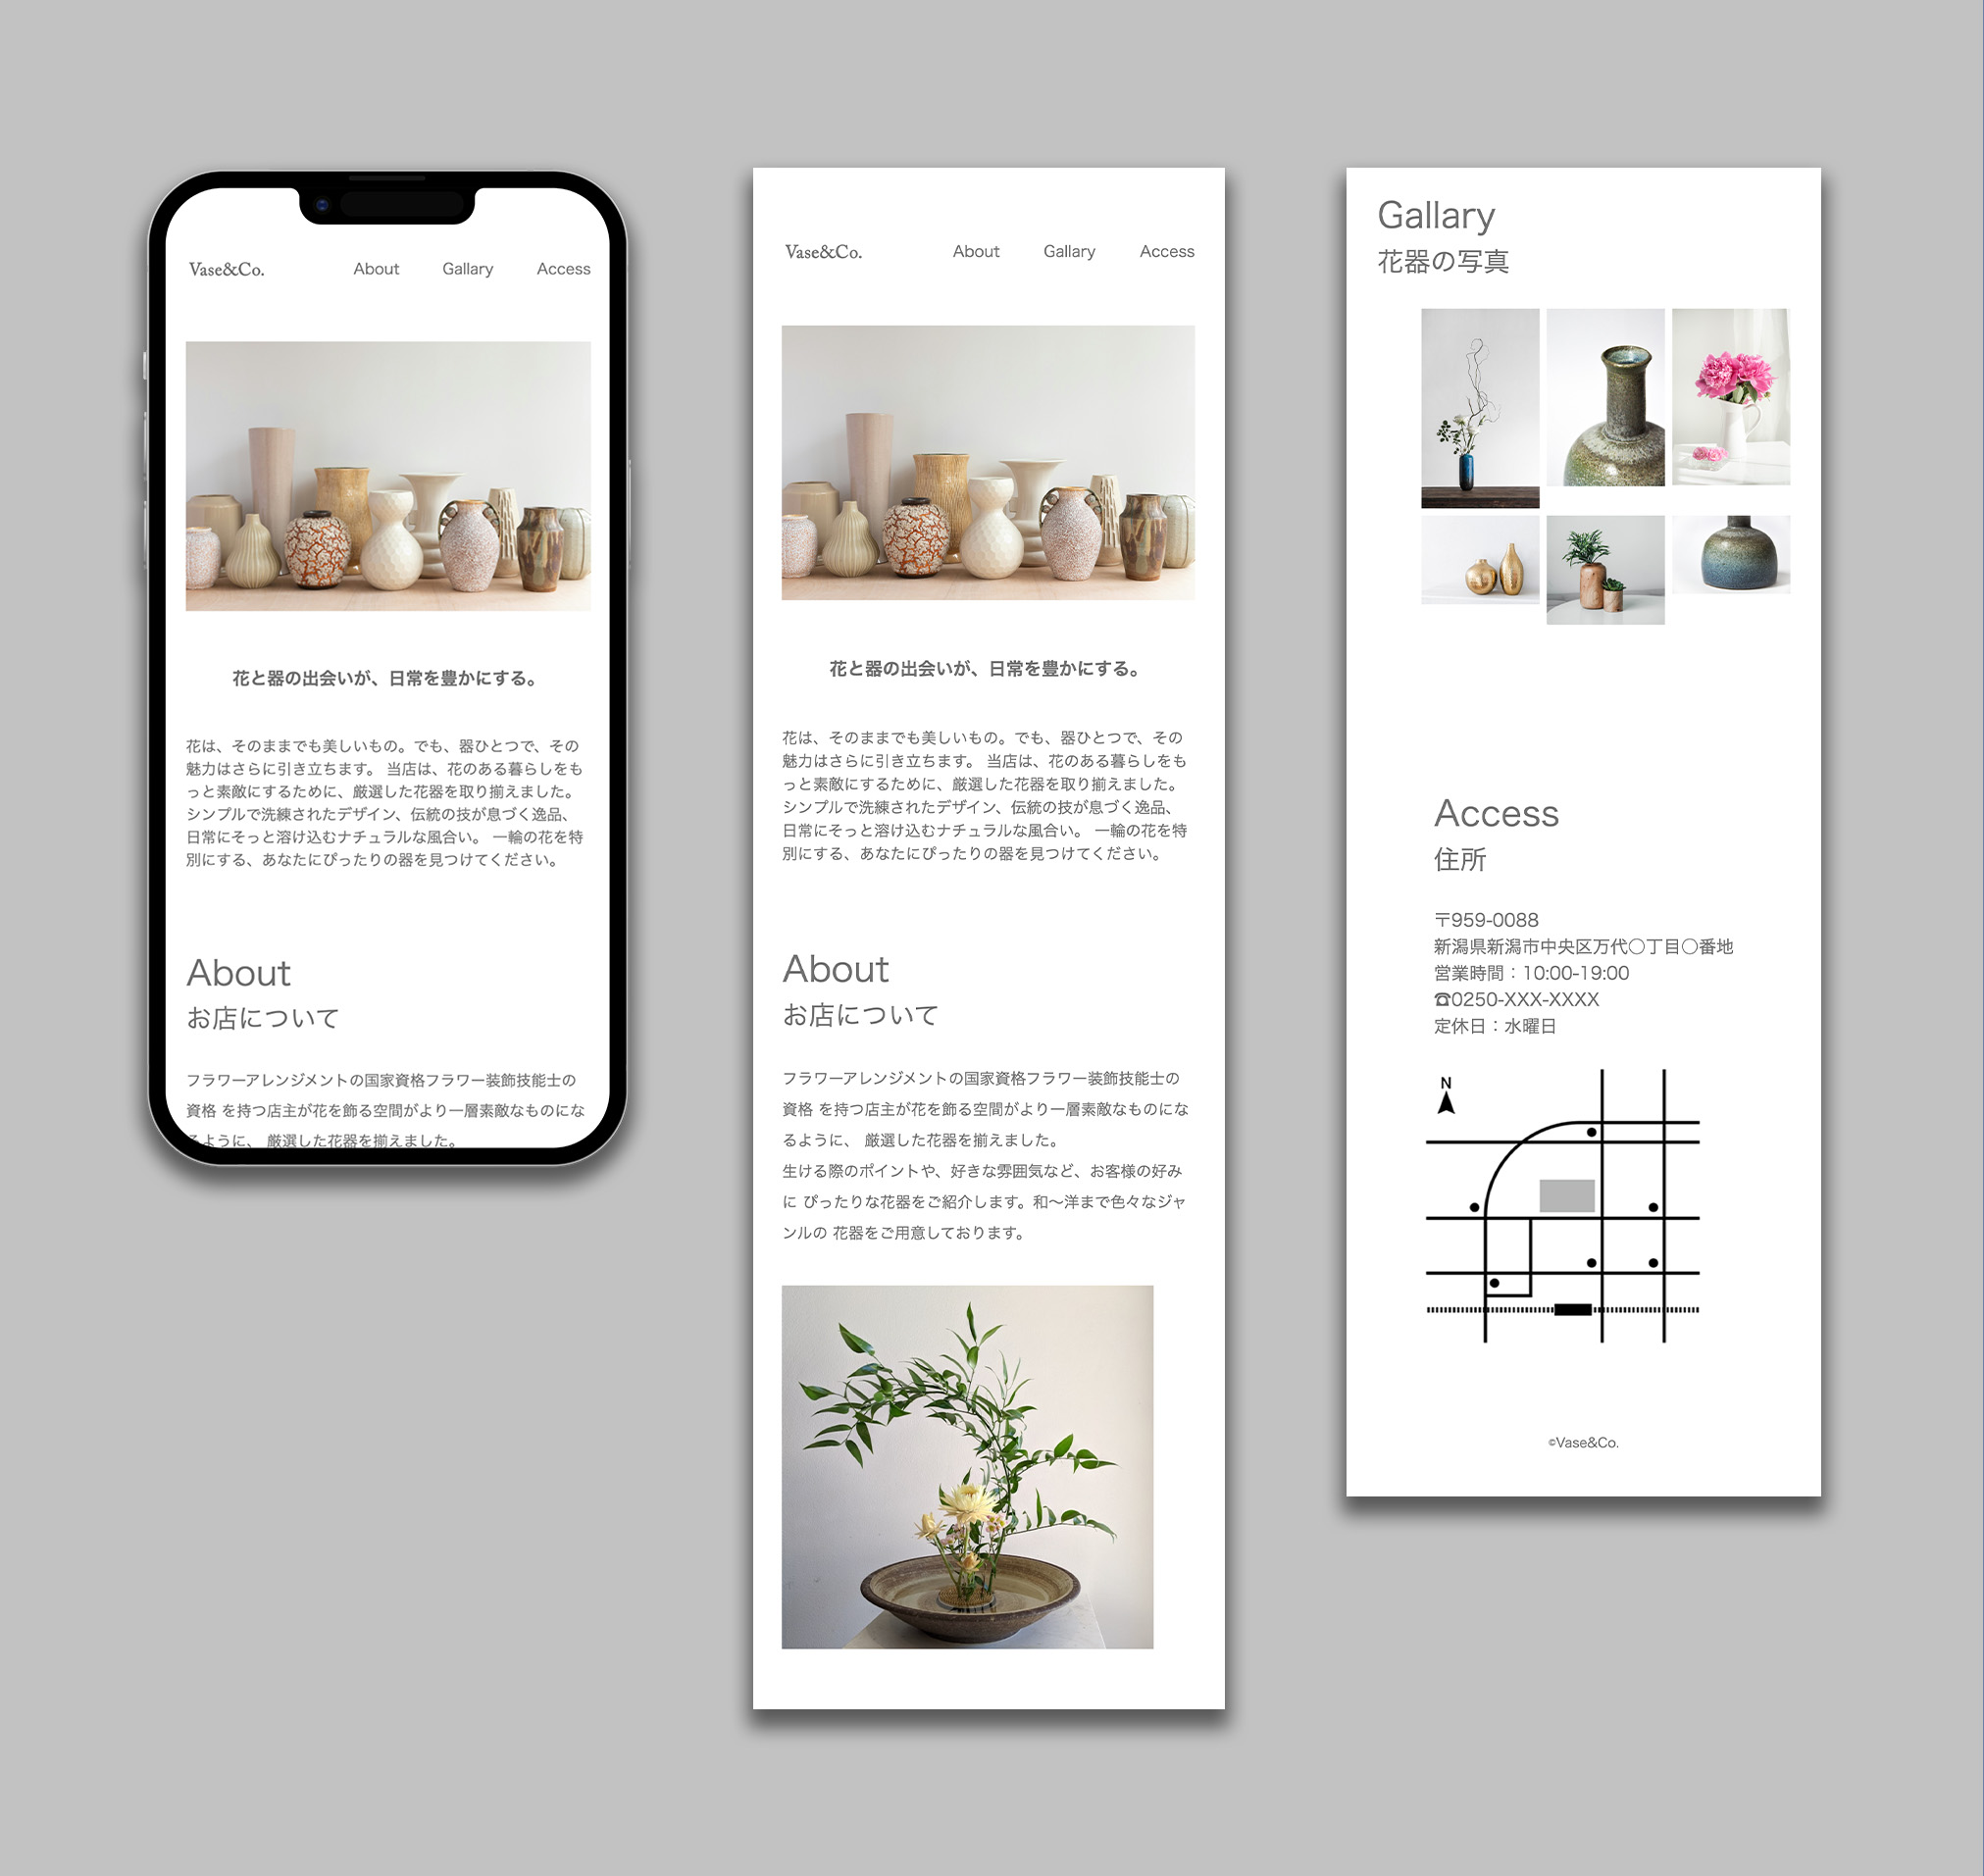 Vase&Co. About Gallary Access
花と器の出会いが、日常を豊かにする。
花は、そのままでも美しいもの。でも、器ひとつで、その
魅力はさらに引き立ちます。 当店は、花のある暮らしをも
っと素敵にするために、厳選した花器を取り揃えました。
シンプルで洗練されたデザイン、伝統の技が息づく逸品、
日常にそっと溶け込むナチュラルな風合い。 一輪の花を特
別にする、あなたにぴったりの器を見つけてください。
About
お店について
フラワーアレンジメントの国家資格フラワー装飾技能士の
資格 を持つ店主が花を飾る空間がより一層素敵なものにな
るように、 厳選した花器を揃えました。
Vase&Co. About Gallary Access
花と器の出会いが、日常を豊かにする。
花は、そのままでも美しいもの。でも、器ひとつで、その
魅力はさらに引き立ちます。 当店は、花のある暮らしをも
っと素敵にするために、厳選した花器を取り揃えました。
シンプルで洗練されたデザイン、伝統の技が息づく逸品、
日常にそっと溶け込むナチュラルな風合い。 一輪の花を特
別にする、あなたにぴったりの器を見つけてください。
About
お店について
フラワーアレンジメントの国家資格フラワー装飾技能士の
資格 を持つ店主が花を飾る空間がより一層素敵なものにな
るように、 厳選した花器を揃えました。
生ける際のポイントや、好きな雰囲気など、お客様の好み
に ぴったりな花器をご紹介します。和〜洋まで色々なジャ
ンルの 花器をご用意しております。
Gallary
花器の写真
Access
住所
〒959-0088
新潟県新潟市中央区万代〇丁目〇番地
営業時間：10:00-19:00
☎0250-XXX-XXXX
定休日：水曜日
N
©Vase&Co.